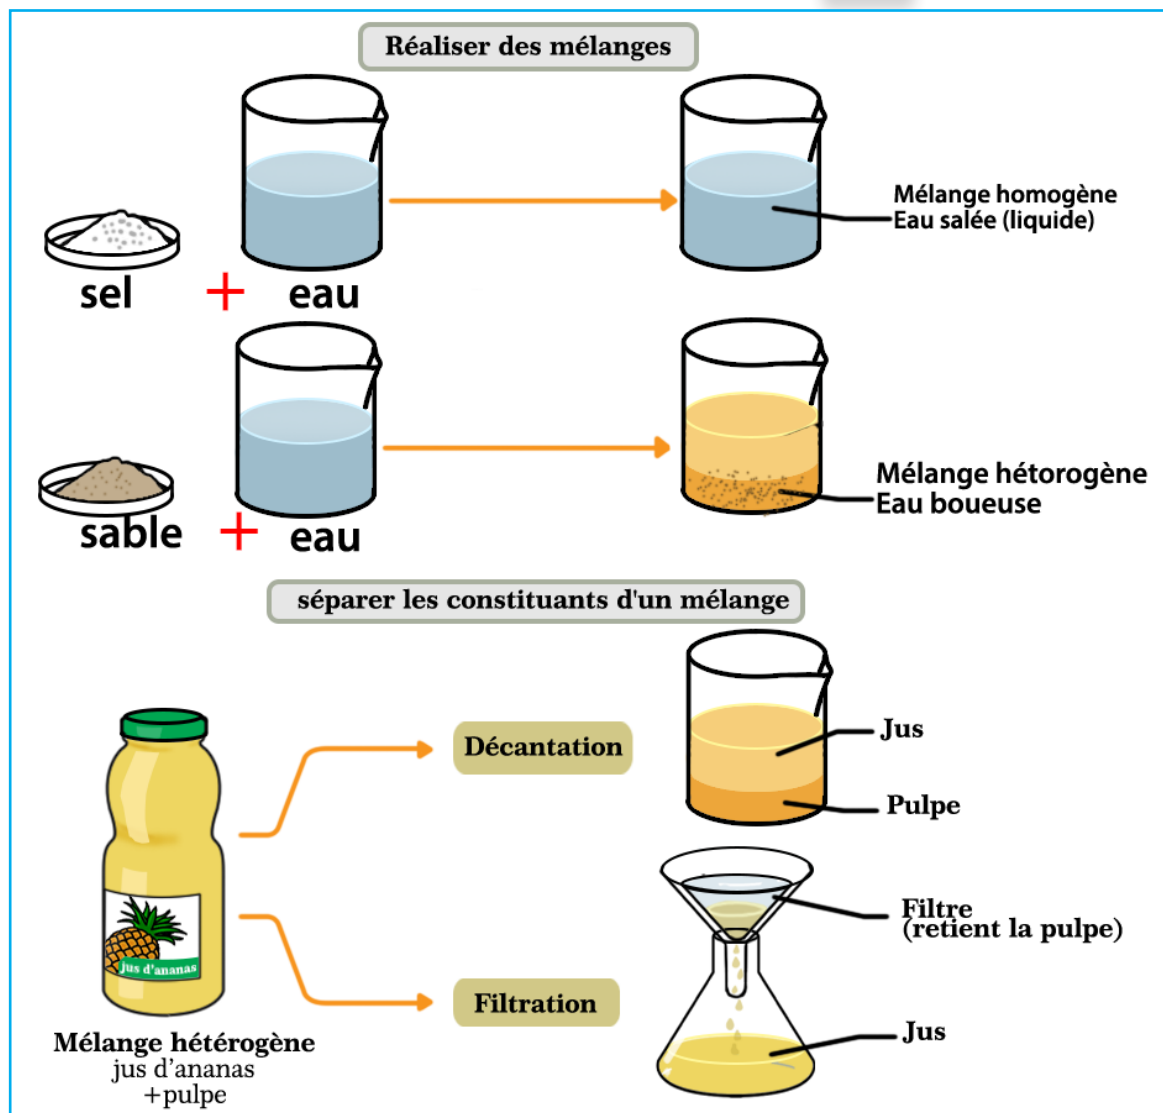 Réaliser des mélanges
Mélange homogène
Eau salée (liquide)
sel + eau
Mélange hétorogène
Eau boueuse
sable + eau
séparer les constituants d'un mélange
Décantation
Jus
Pulpe
Filtre
(retient la pulpe)
jus d'ananas
Filtration
Jus
Mélange hétérogène
jus d'ananas
+pulpe